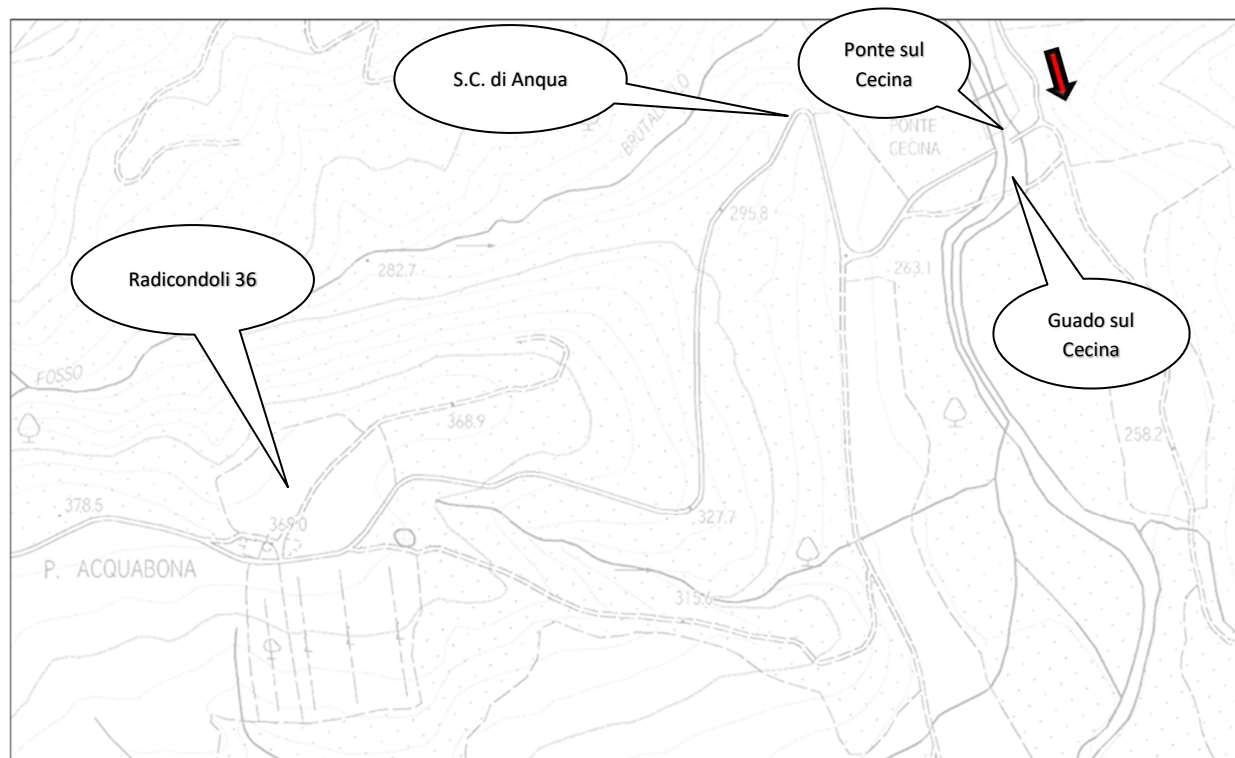 S.C. di Anqua
Ponte sul
Cecina
BRUTALLO
PONTE
CECINA
295.8
Radicondoli 36
282.7
263.1
Guado sul
Cecina
FOSSO
368.9
258.2
378.5
369.0
327.7
P. ACQUABONA
315.6